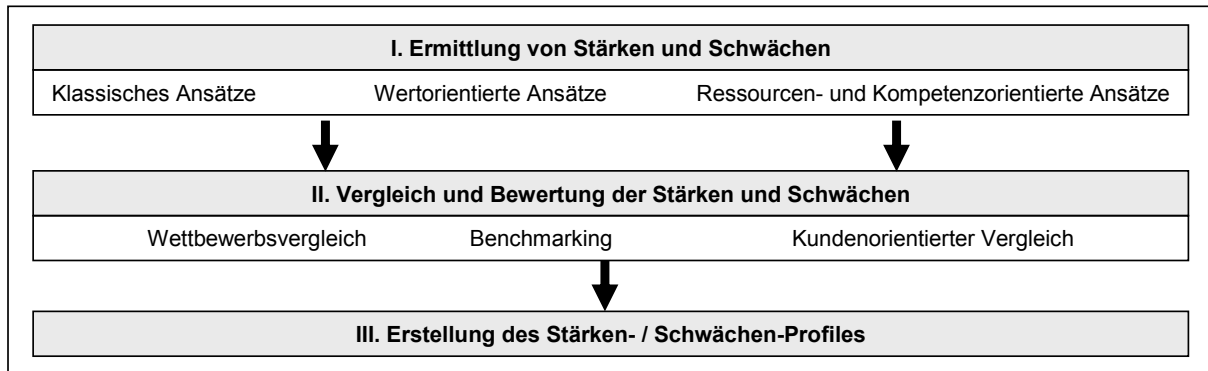 I. Ermittlung von Stärken und Schwächen
Klassisches Ansätze Wertorientierte Ansätze Ressourcen- und Kompetenzorientierte Ansätze
II. Vergleich und Bewertung der Stärken und Schwächen
Wettbewerbsvergleich Benchmarking Kundenorientierter Vergleich
III. Erstellung des Stärken- / Schwächen-Profiles